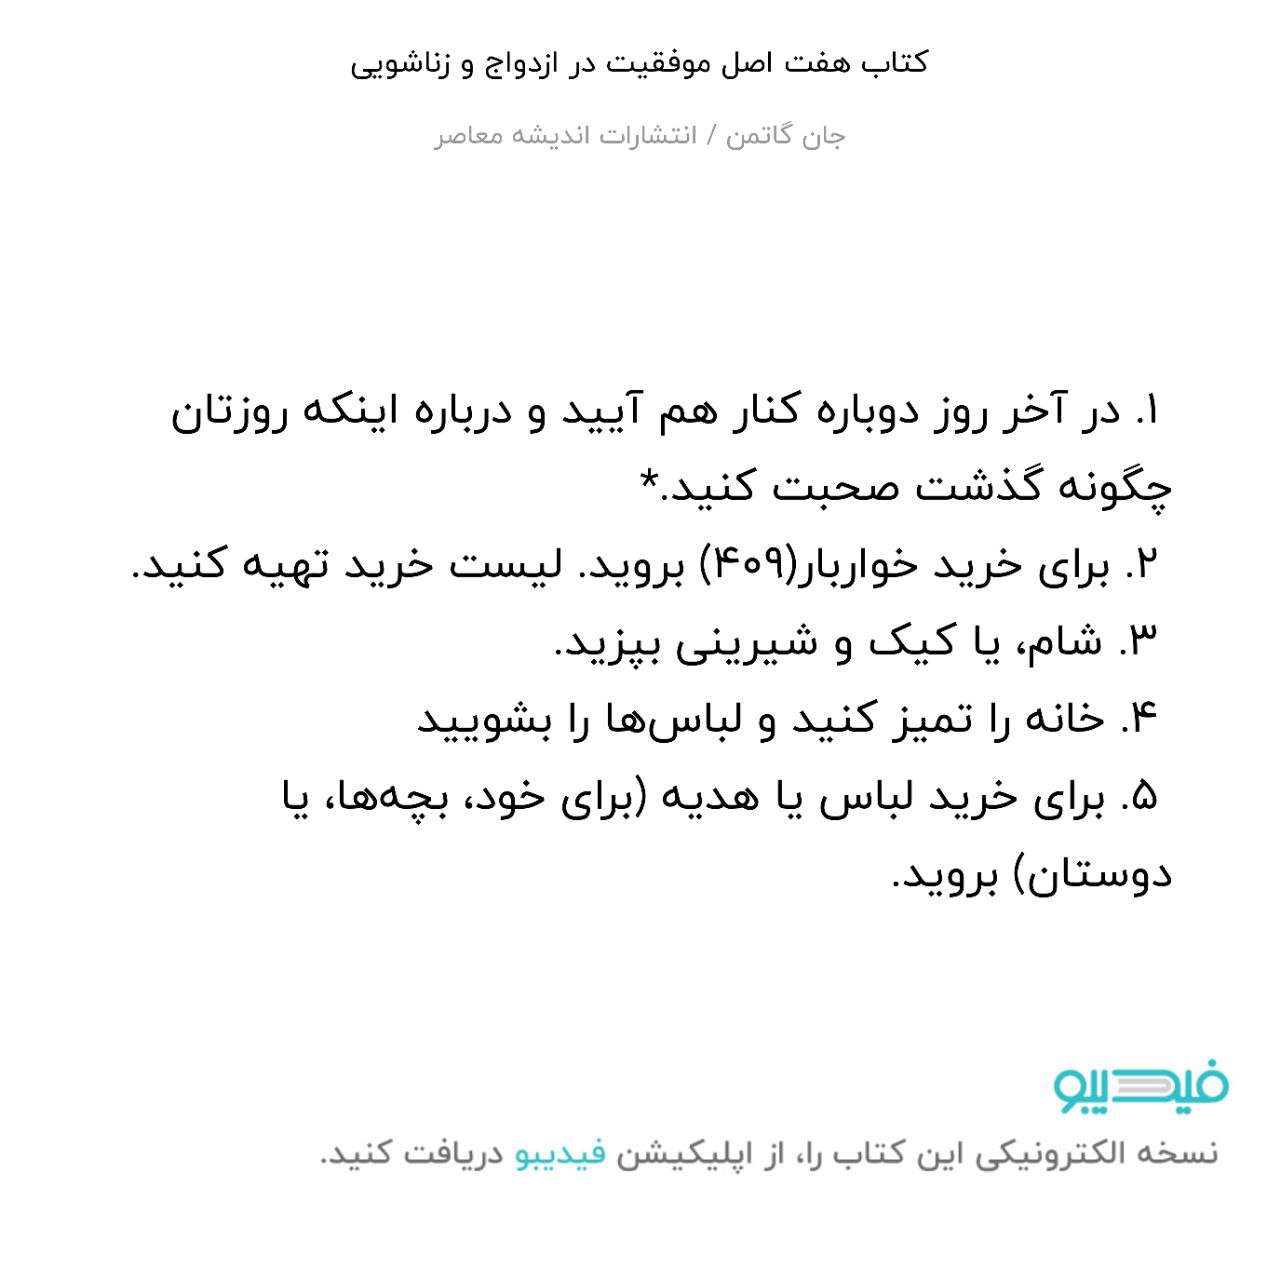 کتاب هفت اصل موفقیت در ازدواج و زناشویی
جان گاتمن / انتشارات اندیشه معاصر
۱. در آخر روز دوباره کنار هم آیید و درباره اینکه روزتان
چگونه گذشت صحبت کنید.*
۲. برای خرید خواربار(۴۰۹) بروید. لیست خرید تهیه کنید.
۳. شام، یا کیک و شیرینی بپزید.
۴. خانه را تمیز کنید و لباس‌ها را بشویید
۵. برای خرید لباس یا هدیه (برای خود، بچه‌ها، یا
دوستان) بروید.
فیدیبو
نسخه الکترونیکی این کتاب را، از اپلیکیشن فیدیبو دریافت کنید.